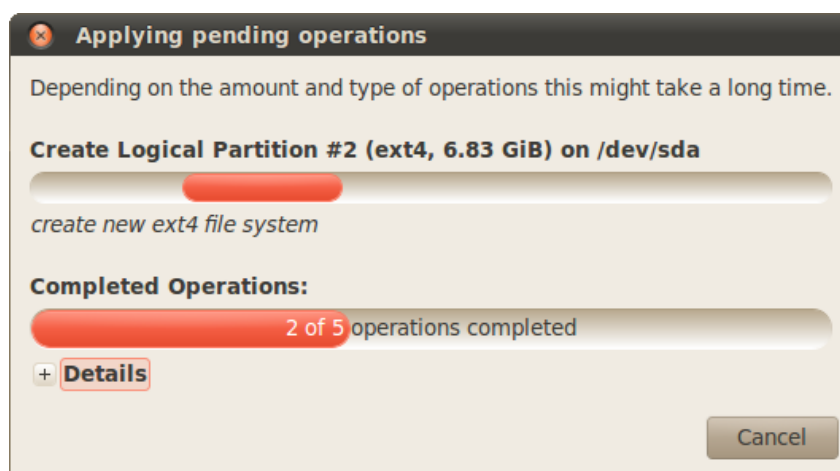 Applying pending operations
Depending on the amount and type of operations this might take a long time.
Create Logical Partition #2 (ext4, 6.83 GiB) on /dev/sda
create new ext4 file system
Completed Operations:
2 of 5 operations completed
+ Details
Cancel